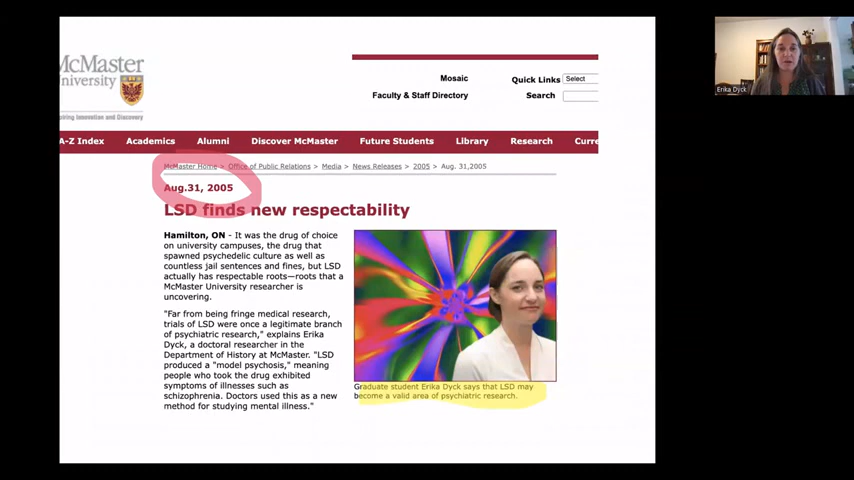 McMaster
University
Inspiring Innovation and Discovery
Mosaic
Quick Links Select
Faculty & Staff Directory
Search
A-Z Index Academics Alumni Discover McMaster Future Students Library Research Curre
McMaster Home > Office of Public Relations > Media > News Releases > 2005 > Aug. 31,2005
Aug.31, 2005
LSD finds new respectability
Hamilton, ON - It was the drug of choice
on university campuses, the drug that
spawned psychedelic culture as well as
countless jail sentences and fines, but LSD
actually has respectable roots—roots that a
McMaster University researcher is
uncovering.
"Far from being fringe medical research,
trials of LSD were once a legitimate branch
of psychiatric research," explains Erika
Dyck, a doctoral researcher in the
Department of History at McMaster. "LSD
produced a "model psychosis," meaning
people who took the drug exhibited
symptoms of illnesses such as
schizophrenia. Doctors used this as a new
method for studying mental illness."
Graduate student Erika Dyck says that LSD may
become a valid area of psychiatric research.
Erika Dyck